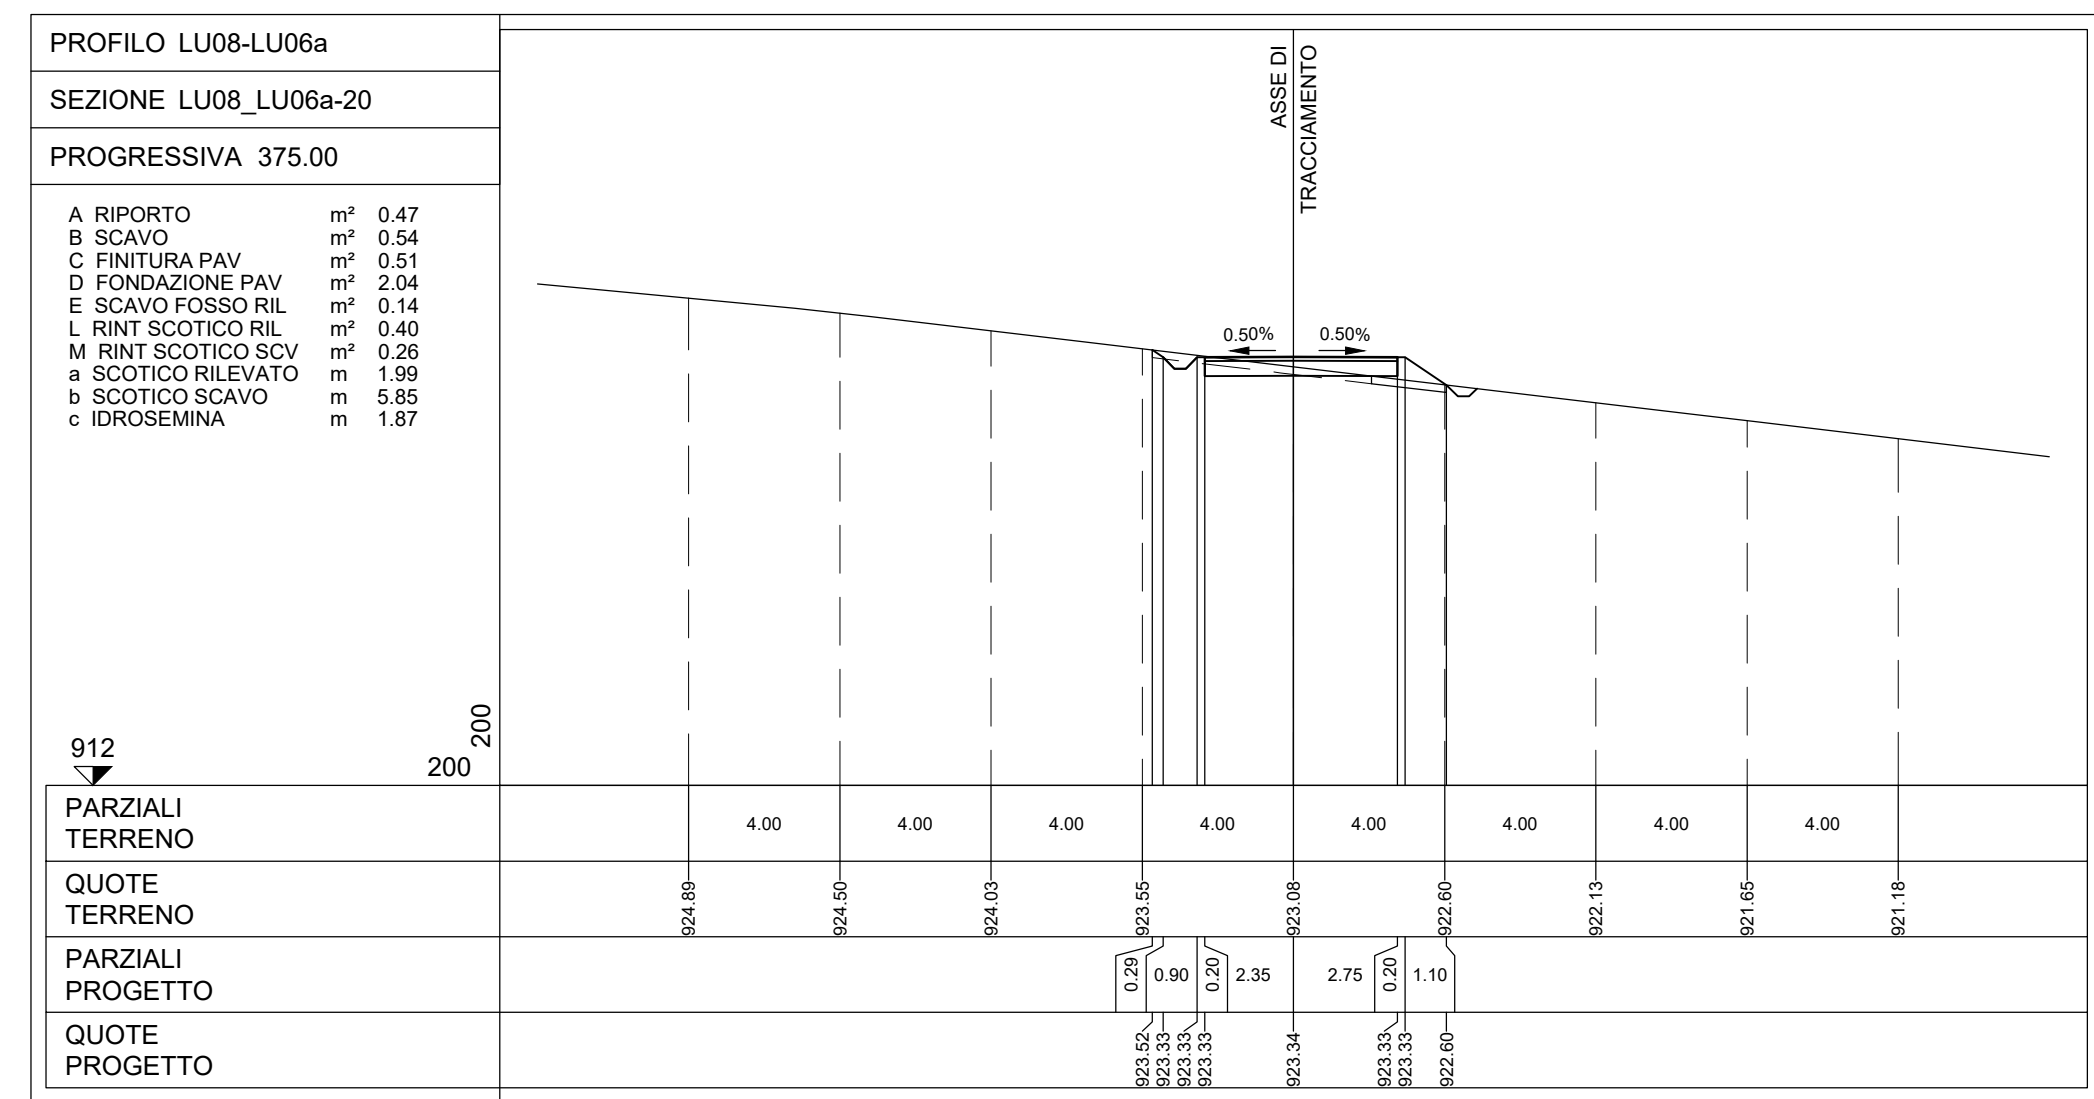 PROFILO LU08-LU06a
SEZIONE LU08_LU06a-20
PROGRESSIVA 375.00
A RIPORTO m² 0.47
B SCAVO m² 0.54
C FINITURA PAV m² 0.51
D FONDAZIONE PAV m² 2.04
E SCAVO FOSSO RIL m² 0.14
L RINT SCOTICO RIL m² 0.40
M RINT SCOTICO SCV m² 0.26
a SCOTICO RILEVATO m 1.99
b SCOTICO SCAVO m 5.85
c IDROSEMINA m 1.87
ASSE DI
TRACCIAMENTO
0.50% 0.50%
912
200
200
PARZIALI
TERRENO
4.00 4.00 4.00 4.00 4.00 4.00 4.00 4.00
QUOTE
TERRENO
924.89 924.50 924.03 923.55 923.08 922.60 922.13 921.65 921.18
PARZIALI
PROGETTO
0.29 0.90 0.20 2.35 2.75 0.20 1.10
QUOTE
PROGETTO
923.52 923.33 923.33 923.33 923.34 923.33 923.33 922.60